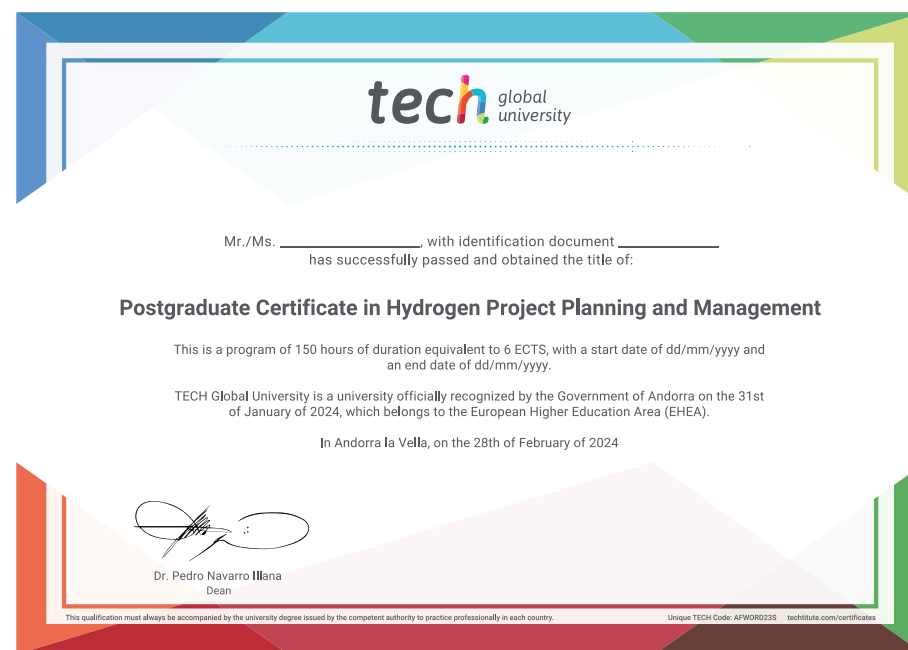 tech global
university
Mr./Ms. ____________, with identification document ____________
has successfully passed and obtained the title of:
Postgraduate Certificate in Hydrogen Project Planning and Management
This is a program of 150 hours of duration equivalent to 6 ECTS, with a start date of dd/mm/yyyy and
an end date of dd/mm/yyyy.
TECH Global University is a university officially recognized by the Government of Andorra on the 31st
of January of 2024, which belongs to the European Higher Education Area (EHEA).
In Andorra la Vella, on the 28th of February of 2024
Dr. Pedro Navarro Illana
Dean
This qualification must always be accompanied by the university degree issued by the competent authority to practice professionally in each country.
Unique TECH Code: AFWORD23S techtitute.com/certificates